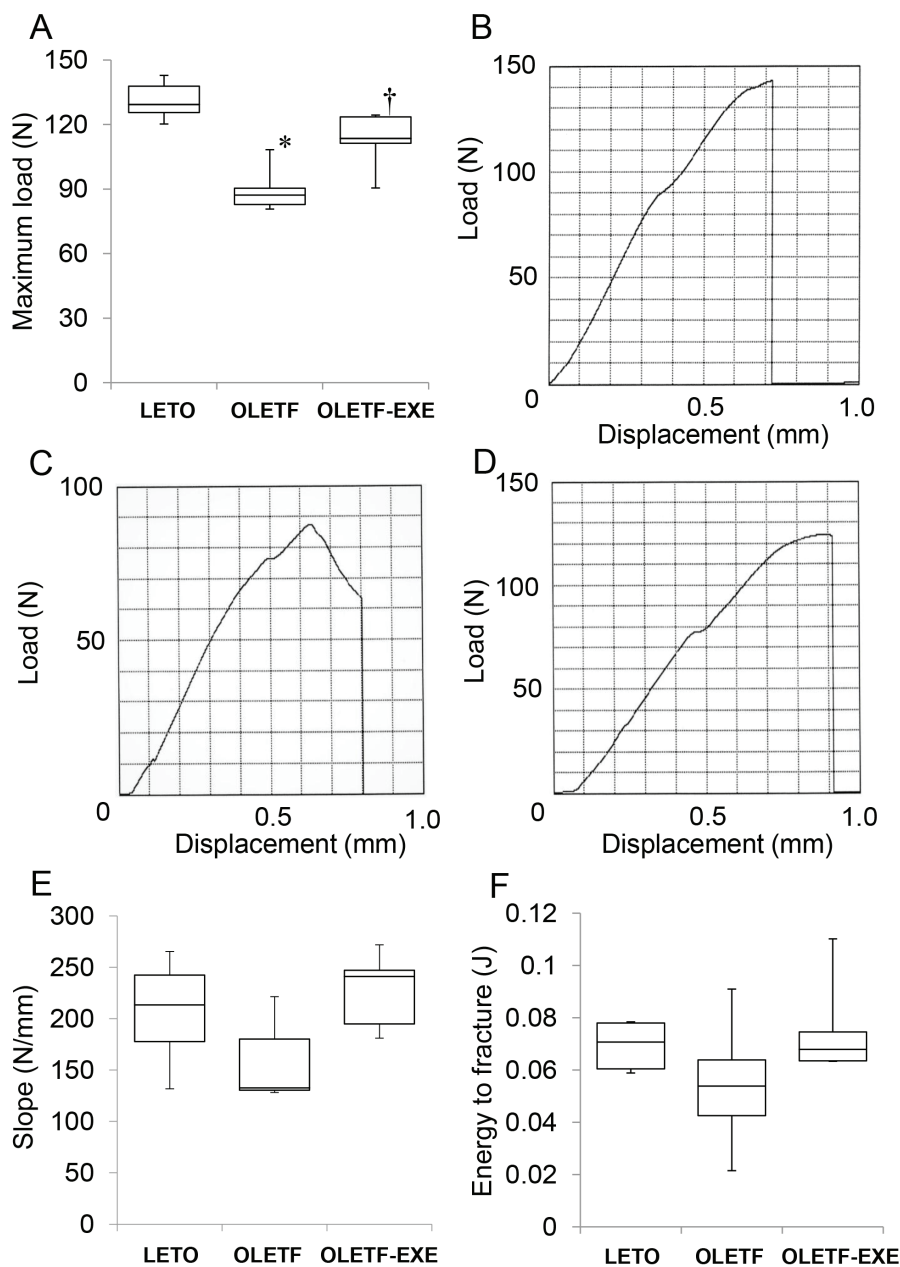 A
150
120
90
60
30
0
Maximum load (N)
*
†
LETO
OLETF
OLETF-EXE
B
150
100
50
0
0.5
1.0
Load (N)
Displacement (mm)
C
100
50
0
0.5
1.0
Load (N)
Displacement (mm)
D
150
100
50
0
0.5
1.0
Load (N)
Displacement (mm)
E
300
250
200
150
100
50
0
Slope (N/mm)
LETO
OLETF
OLETF-EXE
F
0.12
0.1
0.08
0.06
0.04
0.02
0
Energy to fracture (J)
LETO
OLETF
OLETF-EXE